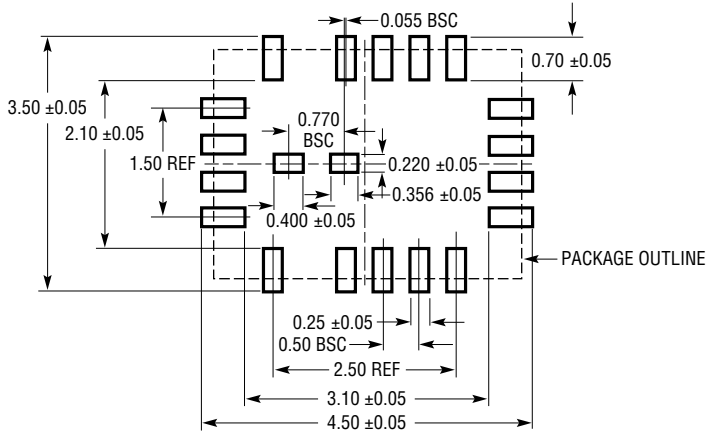 0.055 BSC
0.70 ±0.05
3.50 ±0.05
2.10 ±0.05
0.770
BSC
1.50 REF
0.220 ±0.05
0.356 ±0.05
0.400 ±0.05
PACKAGE OUTLINE
0.25 ±0.05
0.50 BSC
2.50 REF
3.10 ±0.05
4.50 ±0.05